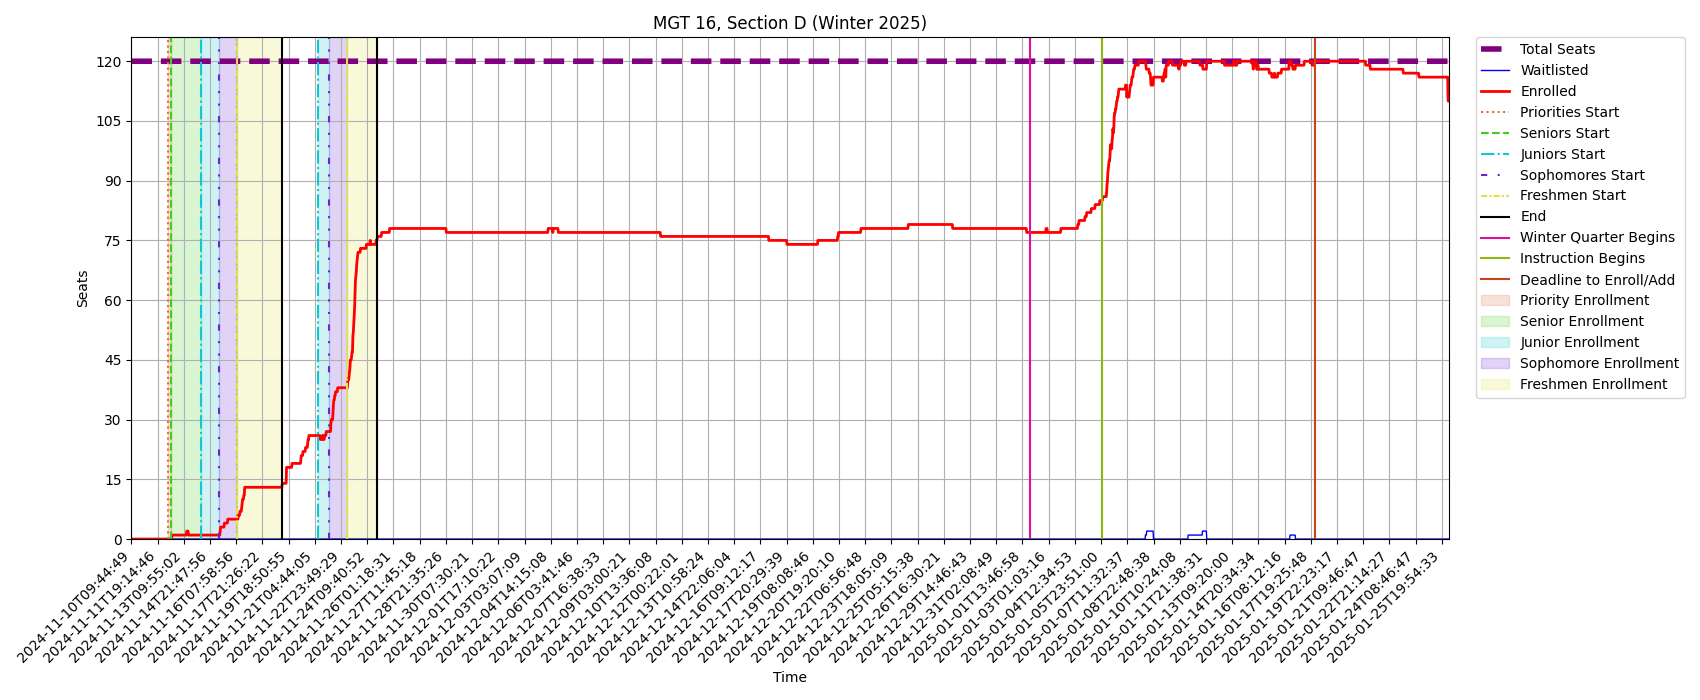 MGT 16, Section D (Winter 2025)
Seats
120
105
90
75
60
45
30
15
0
2024-11-10T09:44:49
2024-11-11T19:14:46
2024-11-13T09:55:02
2024-11-14T21:47:56
2024-11-16T07:58:56
2024-11-17T21:26:22
2024-11-19T18:50:55
2024-11-21T04:44:05
2024-11-22T23:49:29
2024-11-24T09:40:52
2024-11-26T01:18:31
2024-11-27T11:45:18
2024-11-28T21:35:26
2024-11-30T07:30:21
2024-12-01T17:10:22
2024-12-03T03:07:09
2024-12-04T14:15:08
2024-12-06T03:41:46
2024-12-07T16:38:33
2024-12-09T03:00:21
2024-12-10T13:36:08
2024-12-12T00:22:01
2024-12-13T10:58:24
2024-12-14T22:06:04
2024-12-16T09:12:17
2024-12-17T20:29:39
2024-12-19T08:08:46
2024-12-20T19:20:10
2024-12-22T06:56:48
2024-12-23T18:05:09
2024-12-25T05:15:38
2024-12-26T16:30:21
2024-12-29T14:46:43
2024-12-31T02:08:49
2025-01-01T13:46:58
2025-01-03T01:03:16
2025-01-04T12:34:53
2025-01-05T23:51:00
2025-01-07T11:32:37
2025-01-08T22:48:38
2025-01-10T10:24:08
2025-01-11T21:38:31
2025-01-13T09:20:00
2025-01-14T20:34:34
2025-01-16T08:12:16
2025-01-17T19:25:48
2025-01-19T22:23:17
2025-01-21T09:46:47
2025-01-22T21:14:27
2025-01-24T08:46:47
2025-01-25T19:54:33
Time
Total Seats
Waitlisted
Enrolled
Priorities Start
Seniors Start
Juniors Start
Sophomores Start
Freshmen Start
End
Winter Quarter Begins
Instruction Begins
Deadline to Enroll/Add
Priority Enrollment
Senior Enrollment
Junior Enrollment
Sophomore Enrollment
Freshmen Enrollment